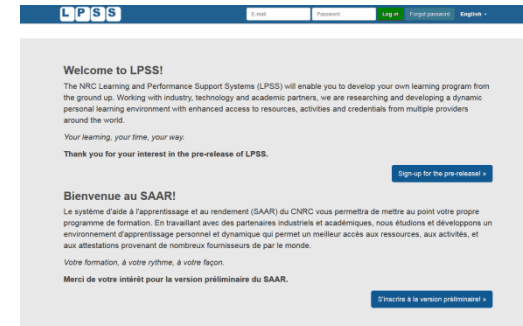 LPSS
E-mail Password Log in Forgot password English
Welcome to LPSS!
The NRC Learning and Performance Support Systems (LPSS) will enable you to develop your own learning program from
the ground up. Working with industry, technology and academic partners, we are researching and developing a dynamic
personal learning environment with enhanced access to resources, activities and credentials from multiple providers
around the world.
Your learning, your time, your way.
Thank you for your interest in the pre-release of LPSS.
Sign-up for the pre-release! »
Bienvenue au SAAR!
Le système d'aide à l'apprentissage et au rendement (SAAR) du CNRC vous permettra de mettre au point votre propre
programme de formation. En travaillant avec des partenaires industriels et académiques, nous étudions et développons un
environnement d'apprentissage personnel et dynamique qui permet un meilleur accès aux ressources, aux activités, et
aux attestations provenant de nombreux fournisseurs de par le monde.
Votre formation, à votre rythme, à votre façon.
Merci de votre intérêt pour la version préliminaire du SAAR.
S'inscrire à la version préliminaire! »